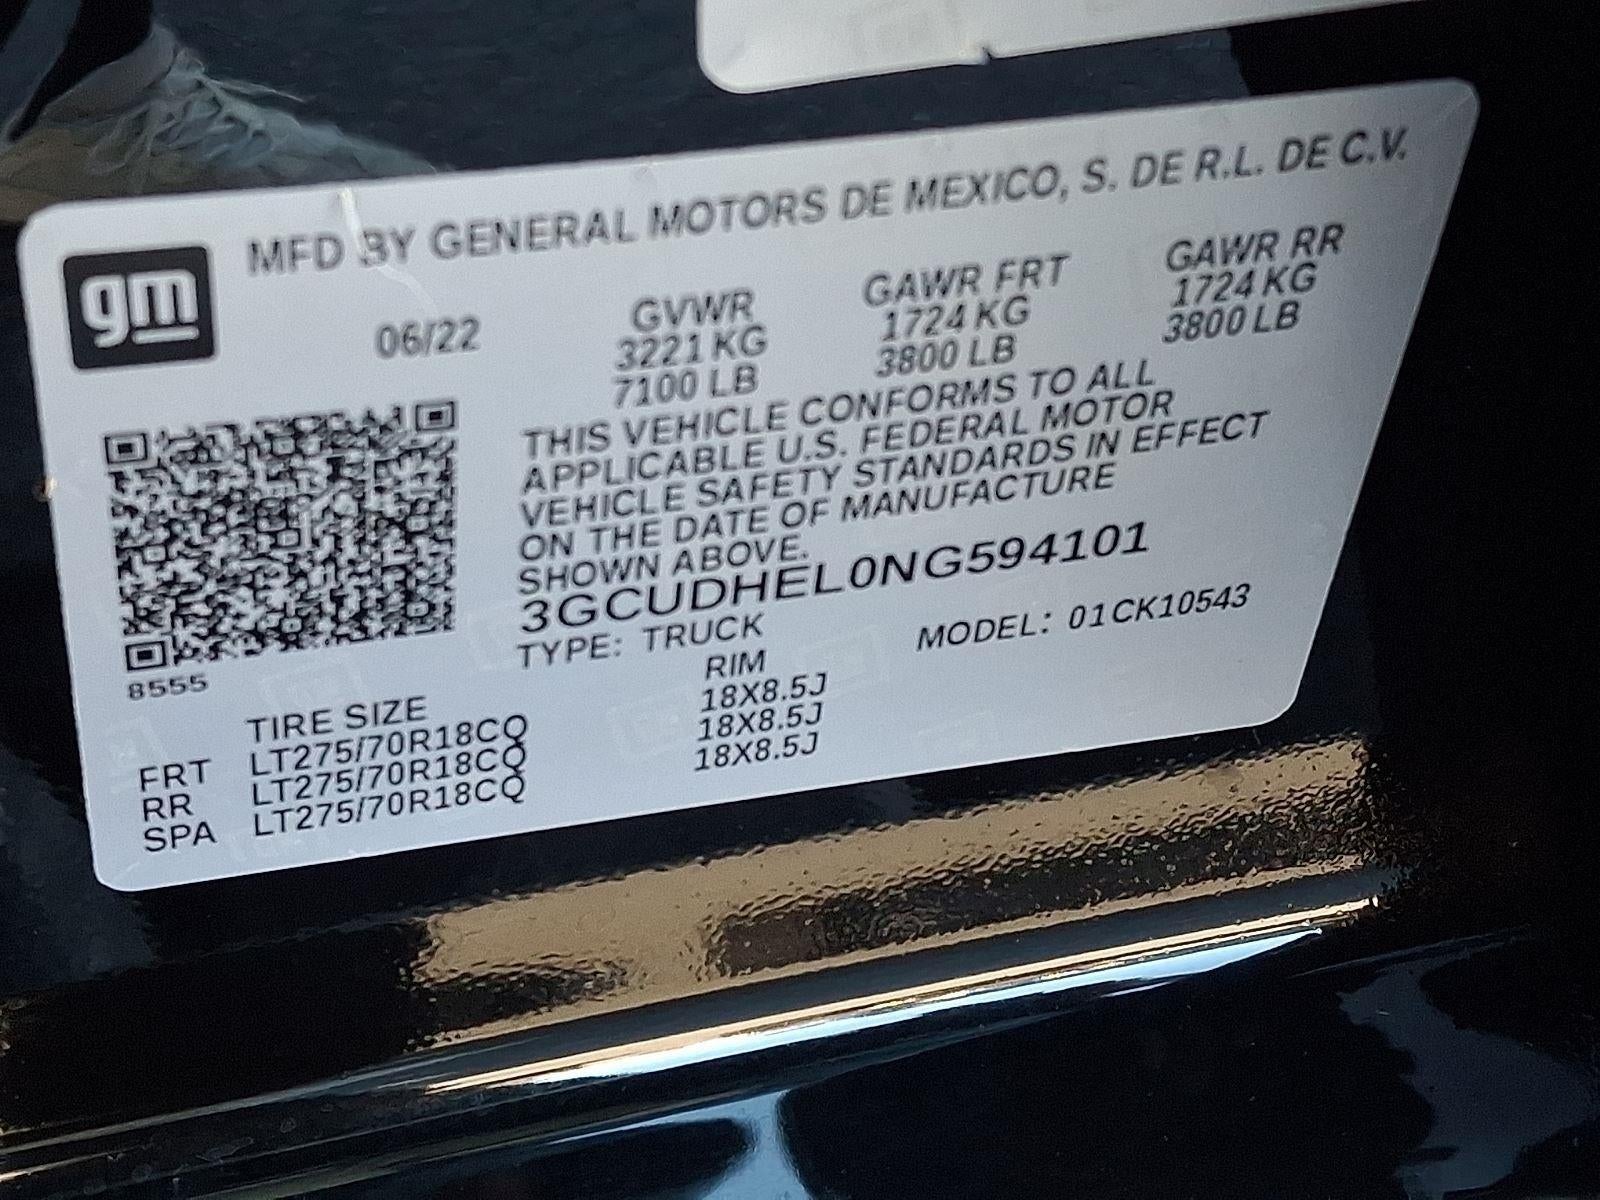 gm
MFD BY GENERAL MOTORS DE MEXICO, S. DE R.L. DE C.V.
06/22
GVWR GAWR FRT GAWR RR
3221 KG 1724 KG 1724 KG
7100 LB 3800 LB 3800 LB
THIS VEHICLE CONFORMS TO ALL
APPLICABLE U.S. FEDERAL MOTOR
VEHICLE SAFETY STANDARDS IN EFFECT
ON THE DATE OF MANUFACTURE
SHOWN ABOVE.
3GCUDHEL0NG594101
TYPE: TRUCK MODEL: 01CK10543
8555
TIRE SIZE RIM
FRT LT275/70R18CQ 18X8.5J
RR LT275/70R18CQ 18X8.5J
SPA LT275/70R18CQ 18X8.5J